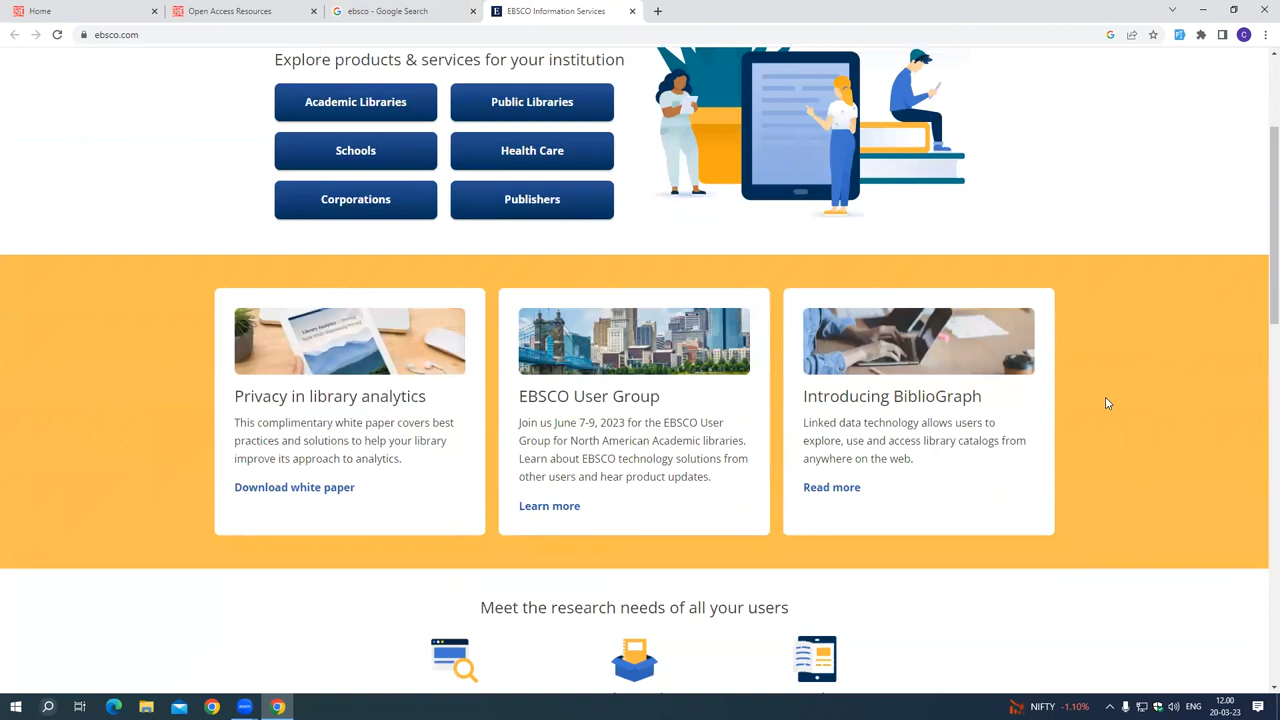 Home
Open Access Resources
ebsco - Google Search
EBSCO Information Services
ebsco.com
Explore products & services for your institution
Academic Libraries
Public Libraries
Schools
Health Care
Corporations
Publishers
Privacy in library analytics
This complimentary white paper covers best
practices and solutions to help your library
improve its approach to analytics.
Download white paper
EBSCO User Group
Join us June 7-9, 2023 for the EBSCO User
Group for North American Academic libraries.
Learn about EBSCO technology solutions from
other users and hear product updates.
Learn more
Introducing BiblioGraph
Linked data technology allows users to
explore, use and access library catalogs from
anywhere on the web.
Read more
Meet the research needs of all your users
NIFTY -1.10%
ENG
12.00
20-03-23